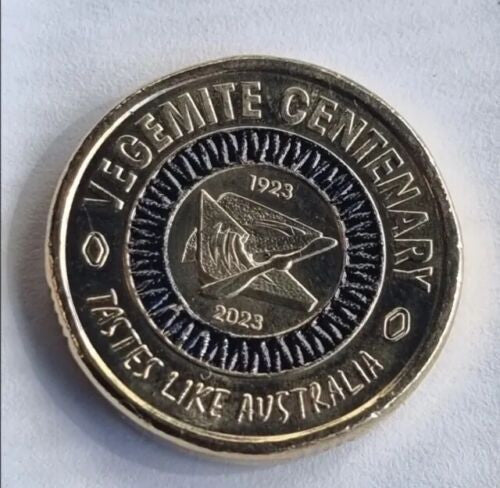 VEGEMITE CENTENARY
1923
2023
TASTES LIKE AUSTRALIA